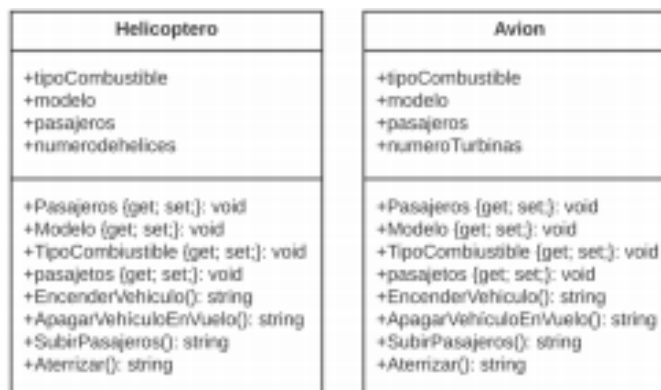 Helicoptero
+tipoCombustible
+modelo
+pasajeros
+numerodehelices
+Pasajeros {get; set;}: void
+Modelo {get; set;}: void
+TipoCombiustible {get; set;}: void
+pasajetos {get; set;}: void
+EncenderVehiculo(): string
+ApagarVehículoEnVuelo(): string
+SubirPasajeros(): string
+Aterrizar(): string
Avion
+tipoCombustible
+modelo
+pasajeros
+numeroTurbinas
+Pasajeros {get; set;}: void
+Modelo {get; set;}: void
+TipoCombiustible {get; set;}: void
+pasajetos {get; set;}: void
+EncenderVehiculo(): string
+ApagarVehículoEnVuelo(): string
+SubirPasajeros(): string
+Aterrizar(): string